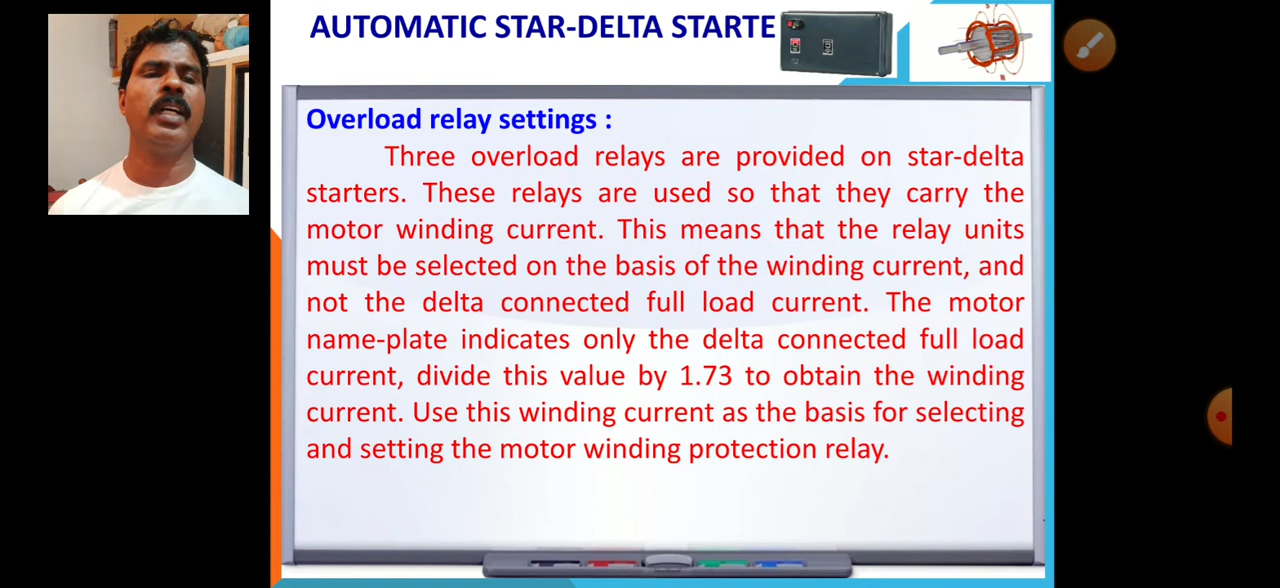 AUTOMATIC STAR-DELTA STARTE
Overload relay settings :
Three overload relays are provided on star-delta
starters. These relays are used so that they carry the
motor winding current. This means that the relay units
must be selected on the basis of the winding current, and
not the delta connected full load current. The motor
name-plate indicates only the delta connected full load
current, divide this value by 1.73 to obtain the winding
current. Use this winding current as the basis for selecting
and setting the motor winding protection relay.